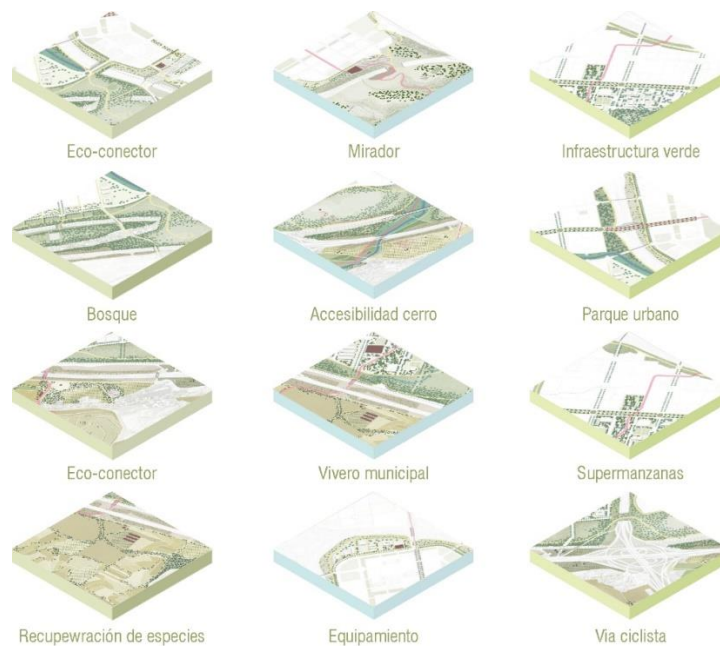 Eco-conector
Mirador
Infraestructura verde
Bosque
Accesibilidad cerro
Parque urbano
Eco-conector
Vivero municipal
Supermanzanas
Recupewración de especies
Equipamiento
Via ciclista